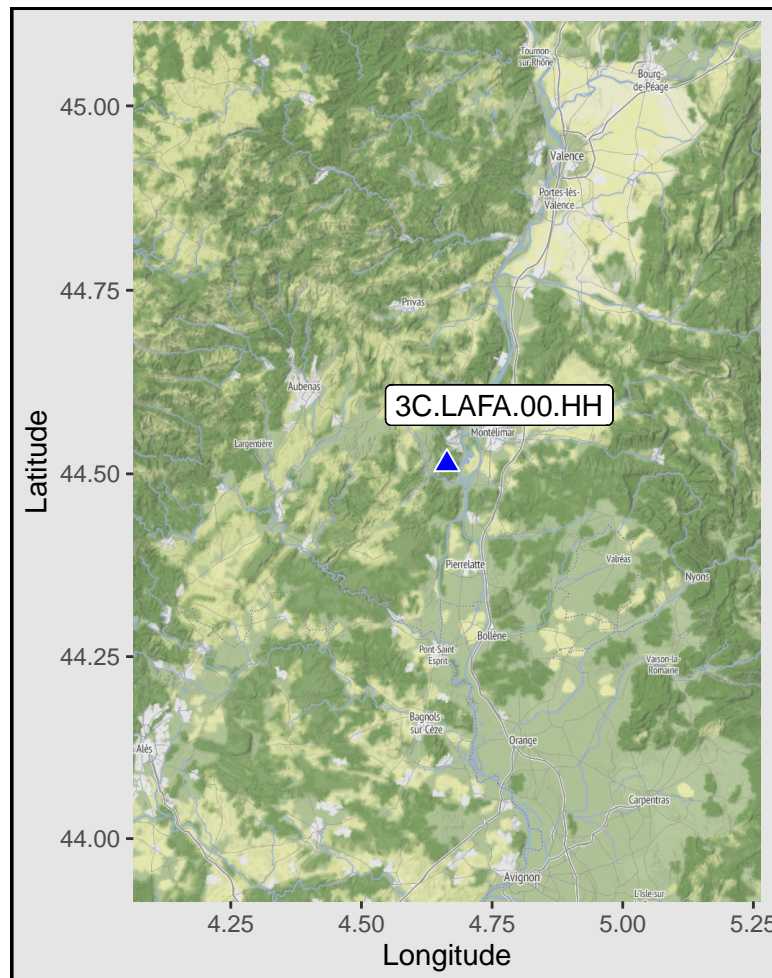 Tournon-
sur-Rhône
Bourg-
de-Péage
45.00
Valence
Portes-lès-
Valence
44.75
Privas
Aubenas
3C.LAFA.00.HH
Montélimar
Largentière
44.50
Latitude
Pierrelatte
Valréas
Nyons
Bollène
44.25
Pont-Saint-
Esprit
Vaison-la-
Romaine
Bagnols
sur-Cèze
Orange
Alès
Carpentras
44.00
Avignon
L'Isle-sur
4.25
4.50
4.75
5.00
5.25
Longitude